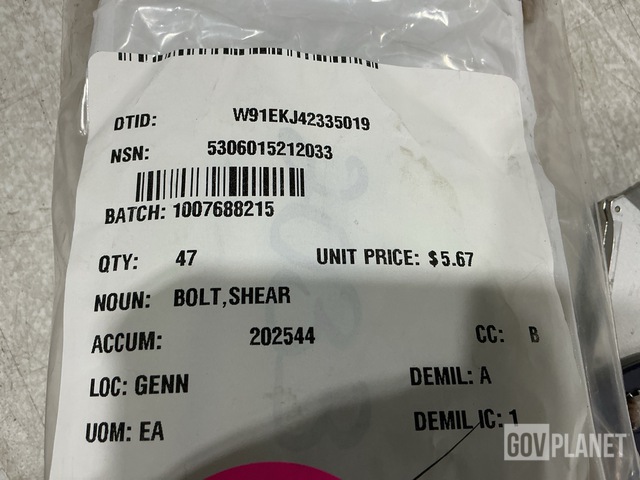 DTID: W91EKJ42335019
NSN: 5306015212033
BATCH: 1007688215
QTY: 47 UNIT PRICE: $5.67
NOUN: BOLT,SHEAR
ACCUM: 202544 CC: B
LOC: GENN DEMIL: A
UOM: EA DEMIL IC: 1
GOVPLANET